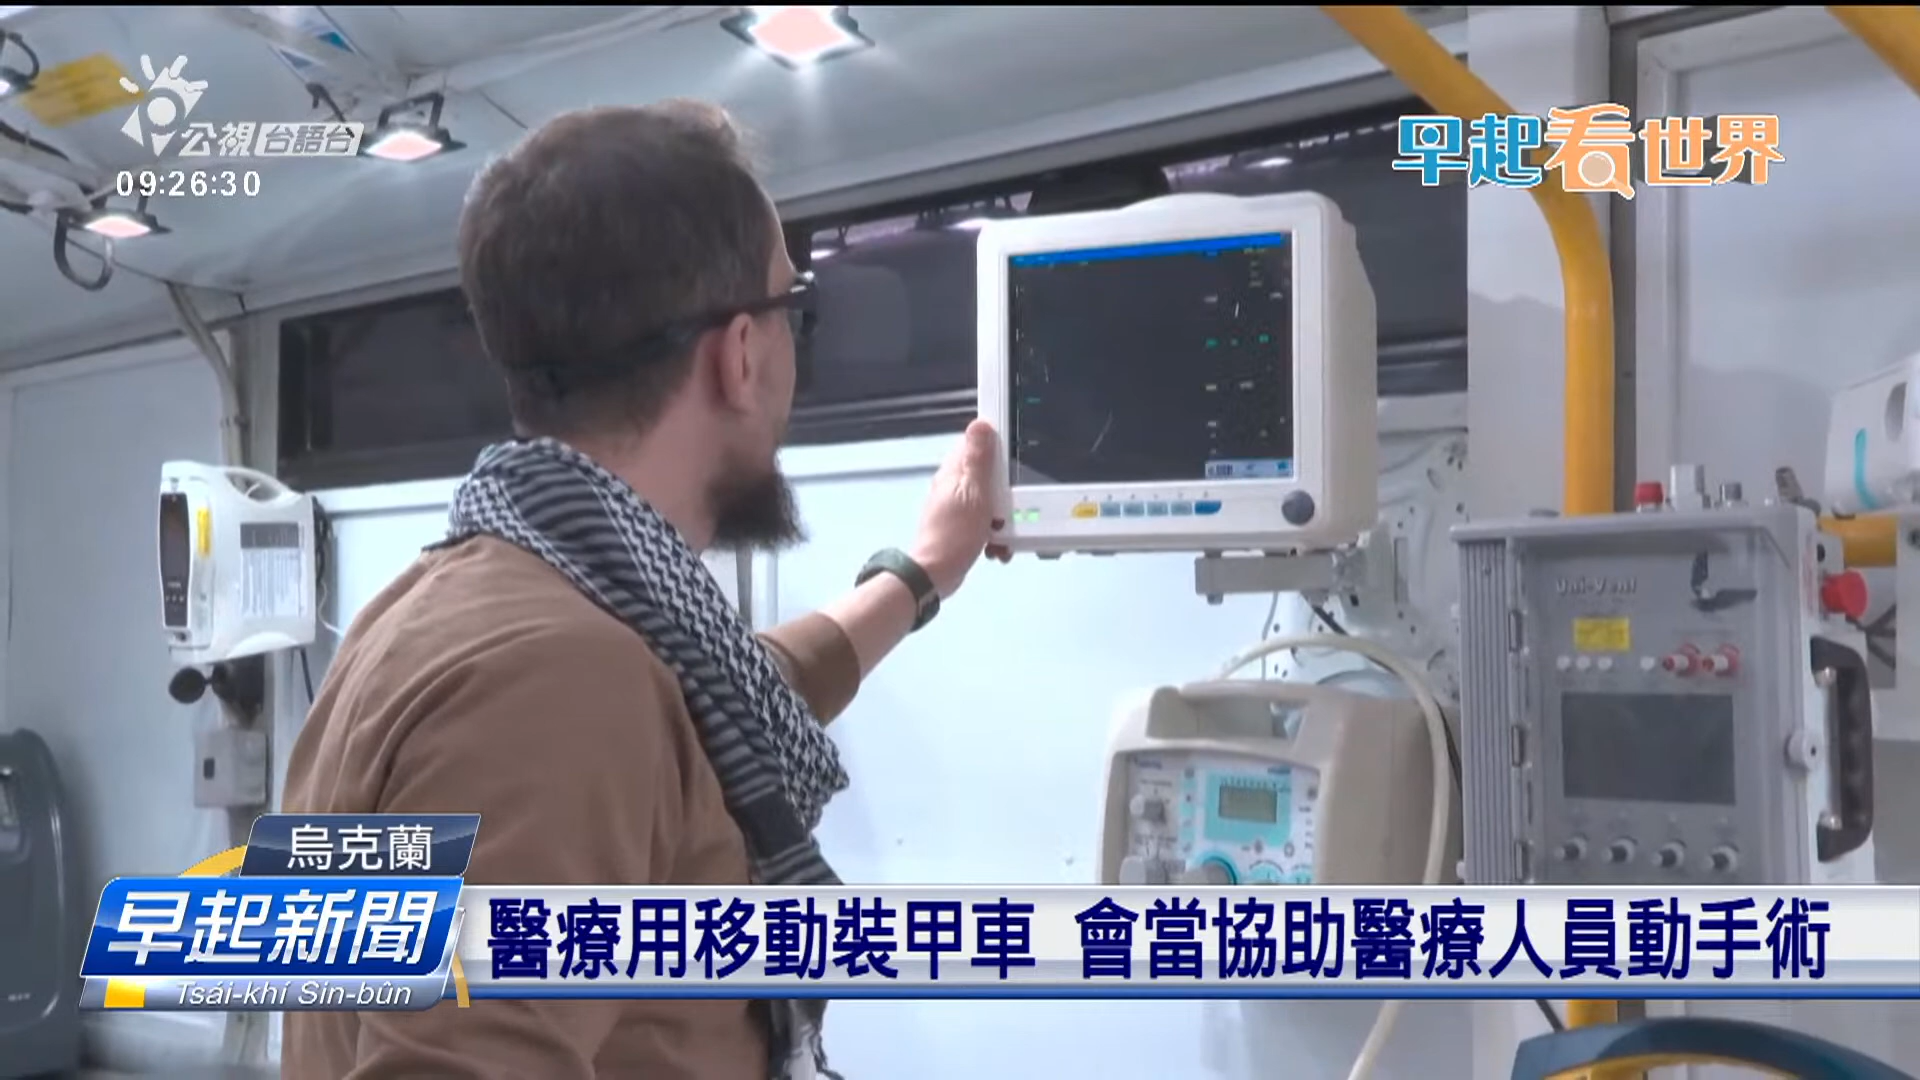 公視台語台
09:26:30
早起看世界
Uni-Vent
烏克蘭
早起新聞
Tsái-khí Sin-bûn
醫療用移動裝甲車 會當協助醫療人員動手術